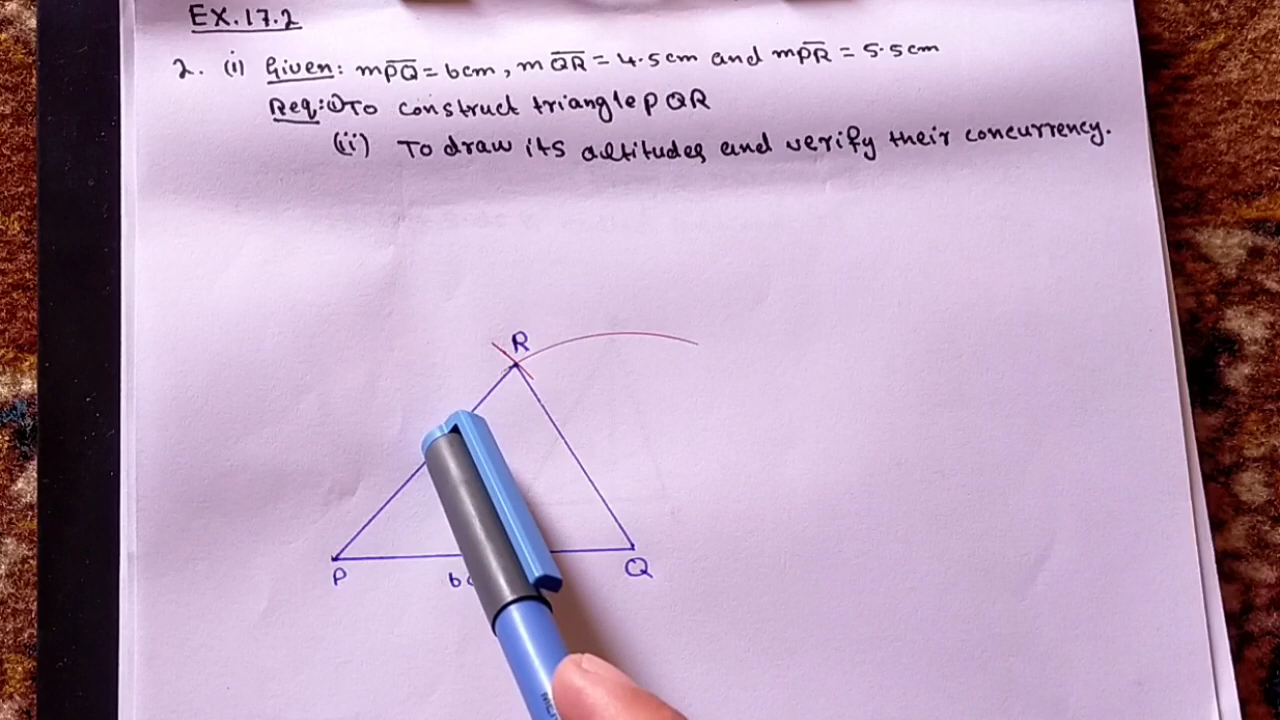 EX.17.2
2. (i) Given: m𝑃𝑄̅ = 6cm, m𝑄𝑅̅ = 4.5cm and m𝑃𝑅̅ = 5.5cm
Req:(i) To construct triangle PQR
(ii) To draw its altitudes and verify their concurrency.
R
P
Q